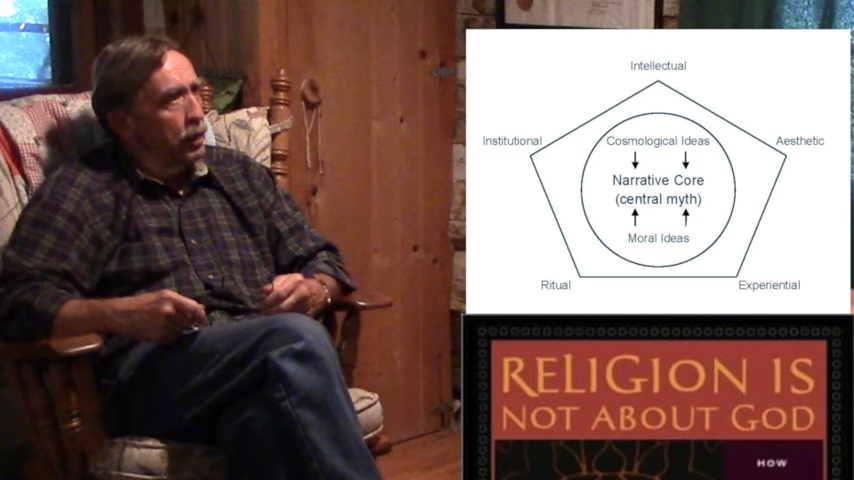 Intellectual
Institutional
Cosmological Ideas
Aesthetic
Narrative Core
(central myth)
Moral Ideas
Ritual
Experiential
RELIGION IS
NOT ABOUT GOD
HOW